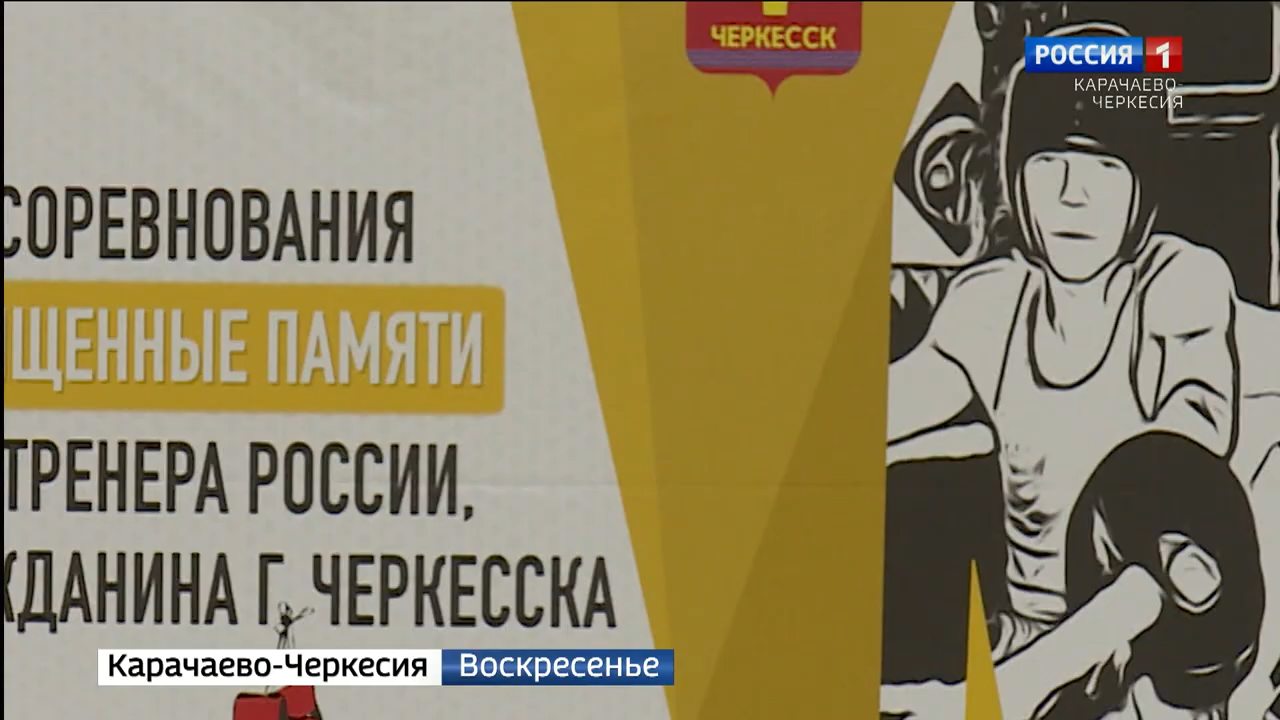 ЧЕРКЕССК
РОССИЯ 1
КАРАЧАЕВО-
ЧЕРКЕСИЯ
СОРЕВНОВАНИЯ
ЩЕННЫЕ ПАМЯТИ
ТРЕНЕРА РОССИИ,
ЖДАНИНА Г. ЧЕРКЕССКА
Карачаево-Черкесия Воскресенье